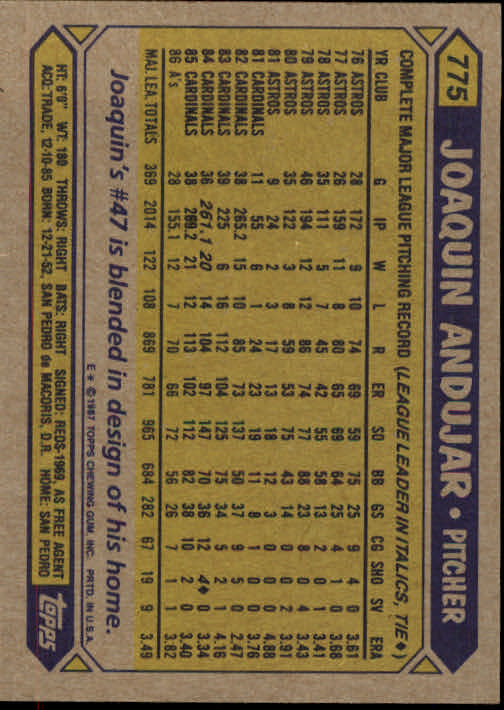 775 JOAQUIN ANDUJAR • PITCHER
COMPLETE MAJOR LEAGUE PITCHING RECORD (LEAGUE LEADER IN ITALICS, TIE♦)
YR CLUB G IP W L R ER SO BB GS CG SHO SV ERA
76 ASTROS 28 172 9 10 74 69 59 75 25 9 4 0 3.61
77 ASTROS 26 159 11 8 80 65 69 64 25 4 1 0 3.68
78 ASTROS 35 111 5 7 45 42 55 58 13 2 0 1 3.41
79 ASTROS 46 194 12 12 86 74 77 88 23 8 0 4 3.43
80 ASTROS 35 122 3 8 59 53 75 43 14 0 0 2 3.91
81 ASTROS 9 24 2 3 17 13 18 12 3 0 0 0 4.88
81 CARDINALS 11 55 6 1 24 23 19 11 8 1 0 0 3.76
82 CARDINALS 38 265.2 15 10 85 73 137 50 37 9 5 0 2.47
83 CARDINALS 39 225 6 16 112 104 125 75 34 5 2 1 4.16
84 CARDINALS 36 261.1 20 14 104 97 147 70 36 12 4♦ 0 3.34
85 CARDINALS 38 269.2 21 12 113 102 112 82 38 10 2 0 3.40
86 A's 28 155.1 12 7 70 66 72 56 26 7 1 1 3.82
MAJ. LEA. TOTALS 369 2014 122 108 869 781 965 684 282 67 19 9 3.49
E * © 1987 TOPPS CHEWING GUM, INC. PRTD. IN U.S.A.
Joaquin's #47 is blended in design of his home.
HT: 6'0" WT: 180 THROWS: RIGHT BATS: RIGHT SIGNED: REDS-1969, AS FREE AGENT
ACQ: TRADE, 12-10-85 BORN: 12-21-52, SAN PEDRO de MACORIS, D.R. HOME: SAN PEDRO
TOPPS